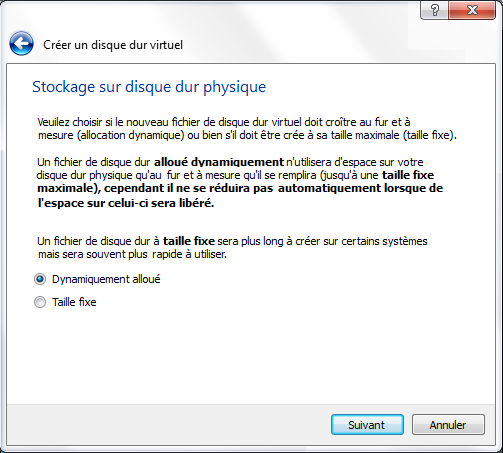 Créer un disque dur virtuel
Stockage sur disque dur physique
Veuilez choisir si le nouveau fichier de disque dur virtuel doit croître au fur et à
mesure (allocation dynamique) ou bien s'il doit être crée à sa taille maximale (taille fixe).
Un fichier de disque dur alloué dynamiquement n'utilisera d'espace sur votre
disque dur physique qu'au fur et à mesure qu'il se remplira (jusqu'à une taille fixe
maximale), cependant il ne se réduira pas automatiquement lorsque de
l'espace sur celui-ci sera libéré.
Un fichier de disque dur à taille fixe sera plus long à créer sur certains systèmes
mais sera souvent plus rapide à utiliser.
Dynamiquement alloué
Taille fixe
Suivant
Annuler